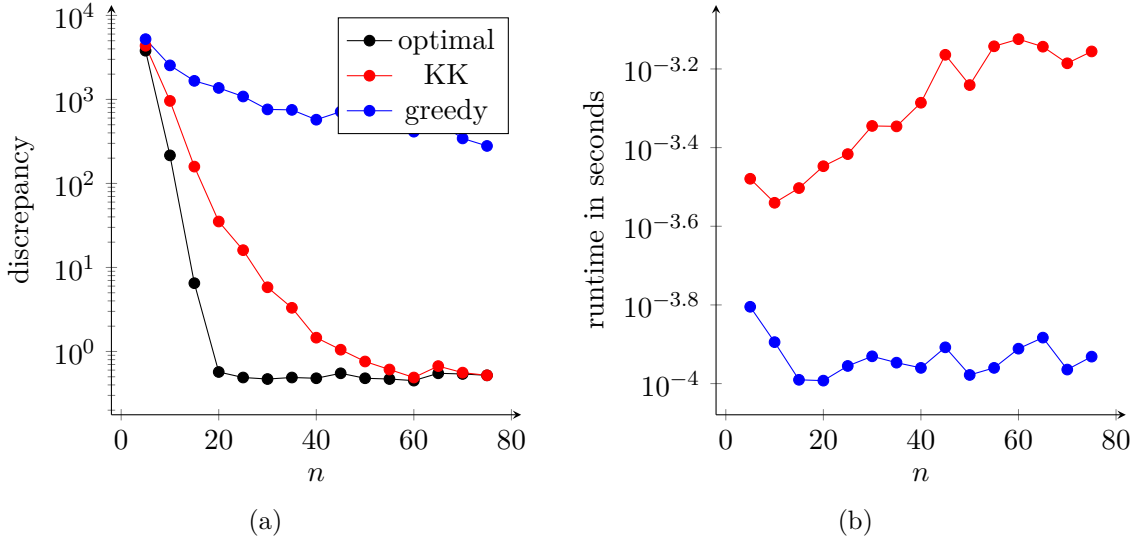 10^4
10^3
10^2
10^1
10^0
discrepancy
0 20 40 60 80
n
optimal
KK
greedy
(a)
10^{-3.2}
10^{-3.4}
10^{-3.6}
10^{-3.8}
10^{-4}
runtime in seconds
0 20 40 60 80
n
(b)